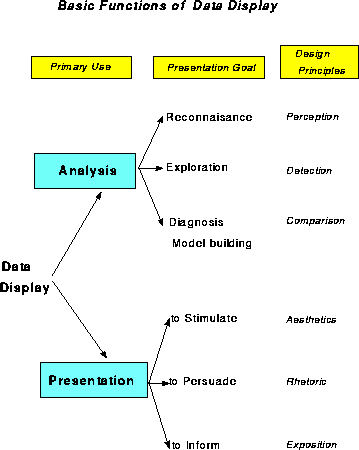 Basic Functions of Data Display
Primary Use
Presentation Goal
Design
Principles
Reconnaisance
Perception
Analysis
Exploration
Detection
Diagnosis
Comparison
Model building
Data
Display
to Stimulate
Aesthetics
Presentation
to Persuade
Rhetoric
to Inform
Exposition